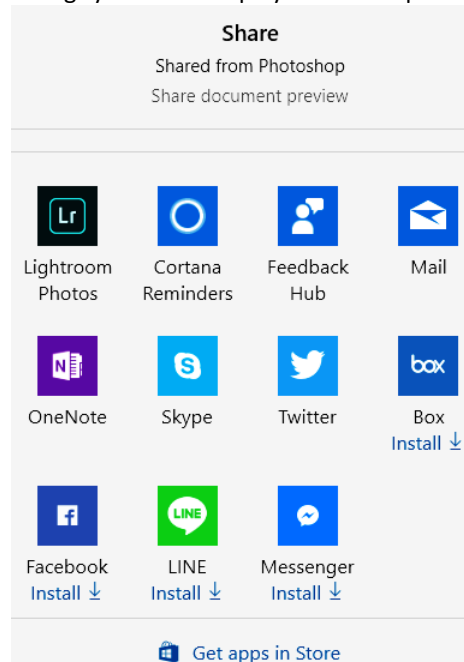 Share
Shared from Photoshop
Share document preview
Lr
Lightroom Photos
Cortana Reminders
Feedback Hub
Mail
N
OneNote
S
Skype
Twitter
box
Box
Install
f
Facebook
Install
LINE
LINE
Install
Messenger
Install
Get apps in Store